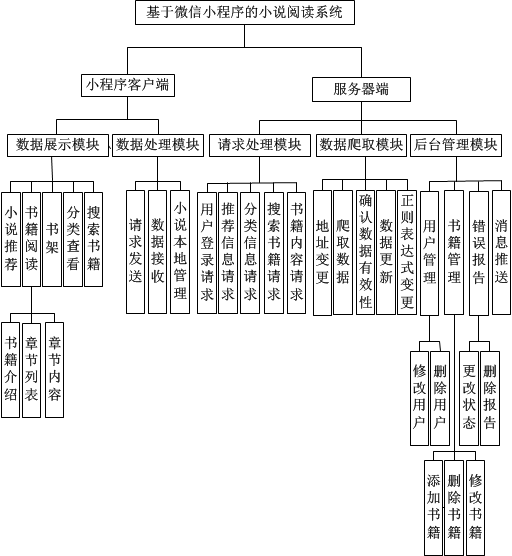 基于微信小程序的小说阅读系统
小程序客户端
服务器端
数据展示模块
数据处理模块
请求处理模块
数据爬取模块
后台管理模块
小说推荐
书籍阅读
书架
分类查看
搜索书籍
请求发送
数据接收
小说本地管理
用户登录请求
推荐信息请求
分类信息请求
搜索书籍请求
书籍内容请求
地址变更
爬取数据
确认数据有效性
数据更新
正则表达式变更
用户管理
书籍管理
错误报告
消息推送
书籍介绍
章节列表
章节内容
修改用户
删除用户
更改状态
删除报告
添加书籍
删除书籍
修改书籍